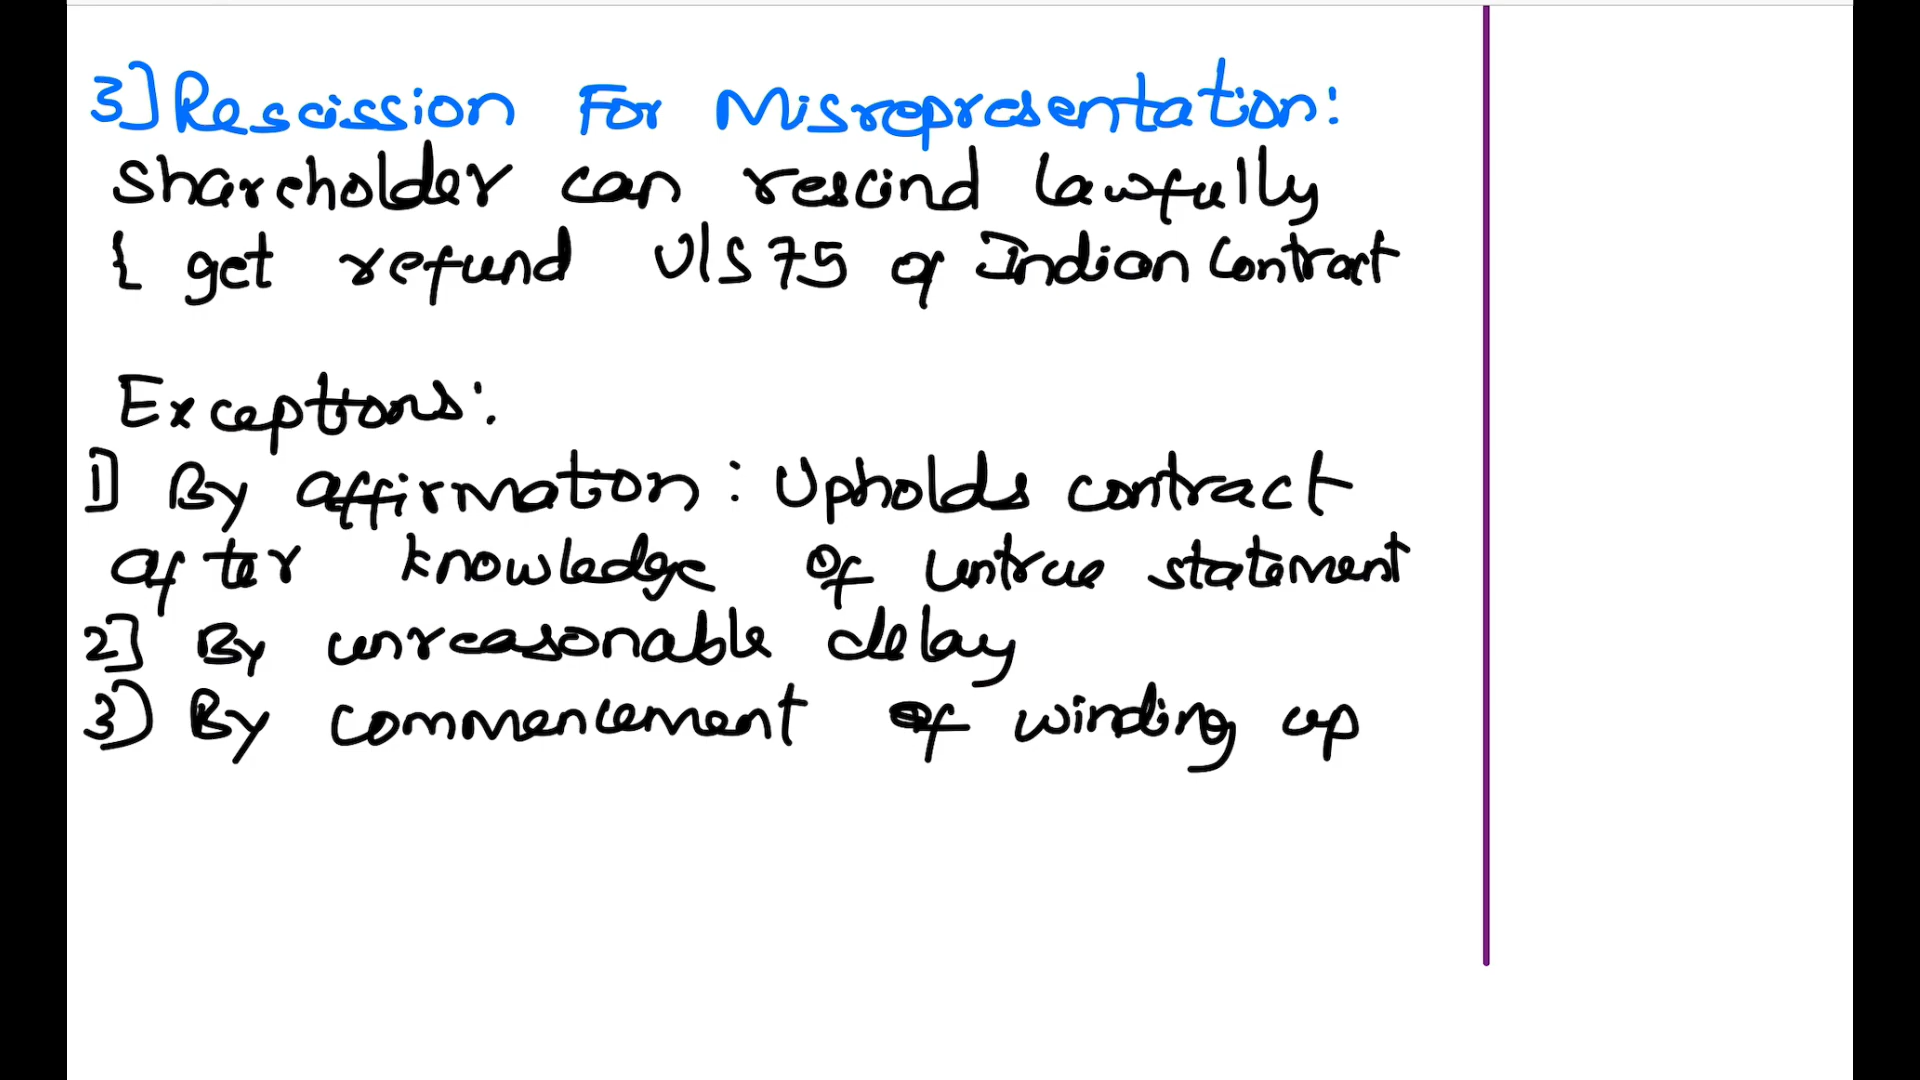 3] Rescission For Misrepresentation:
Shareholder can rescind lawfully
& get refund U/S 75 of Indian Contract
Exceptions:
1] By affirmation: Upholds contract
after knowledge of untrue statement
2] By unreasonable delay
3) By commencement of winding up